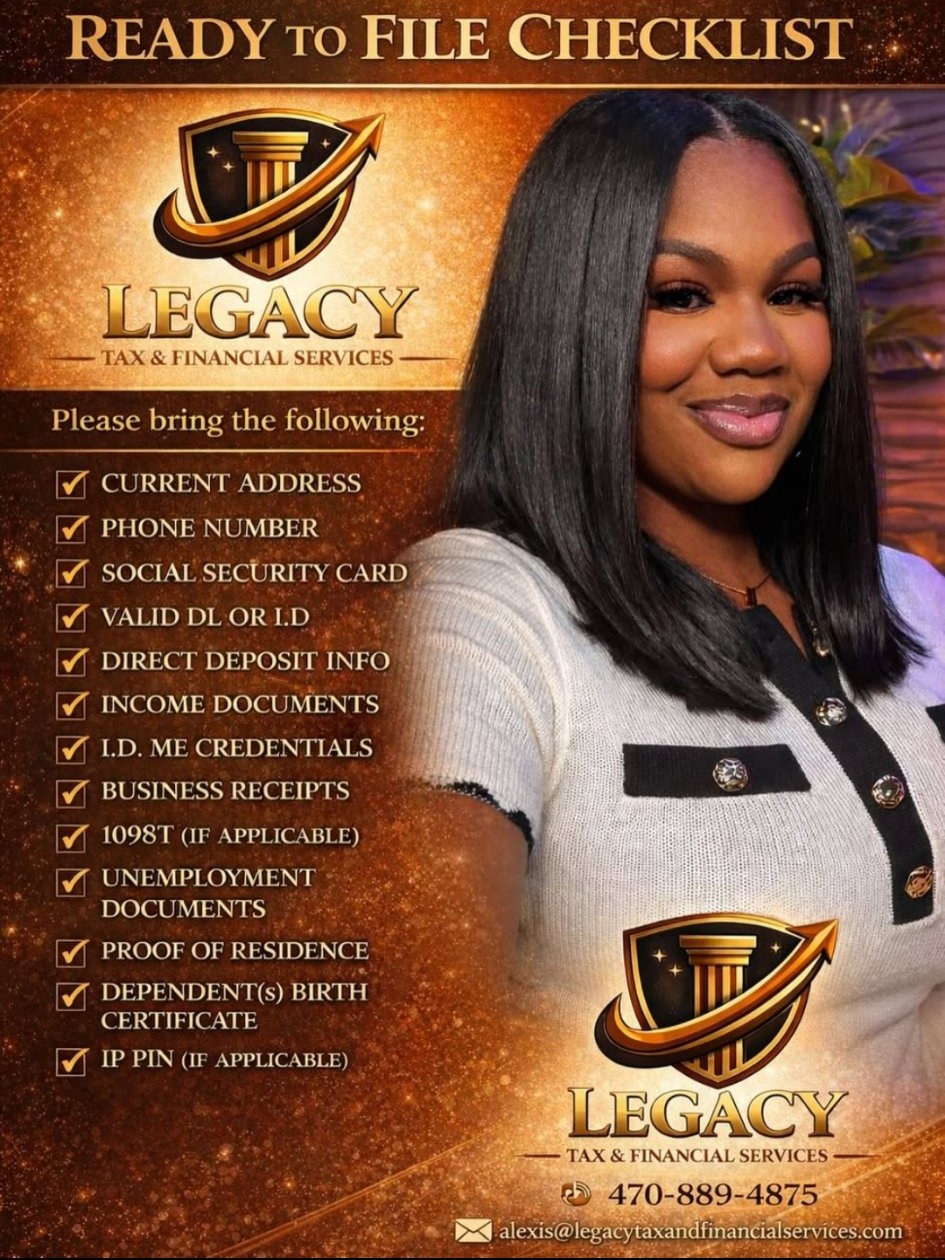 READY TO FILE CHECKLIST
LEGACY
TAX & FINANCIAL SERVICES
Please bring the following:
CURRENT ADDRESS
PHONE NUMBER
SOCIAL SECURITY CARD
VALID DL OR I.D
DIRECT DEPOSIT INFO
INCOME DOCUMENTS
I.D. ME CREDENTIALS
BUSINESS RECEIPTS
1098T (IF APPLICABLE)
UNEMPLOYMENT
DOCUMENTS
PROOF OF RESIDENCE
DEPENDENT(s) BIRTH
CERTIFICATE
IP PIN (IF APPLICABLE)
LEGACY
TAX & FINANCIAL SERVICES
470-889-4875
alexis@legacytaxandfinancialservices.com